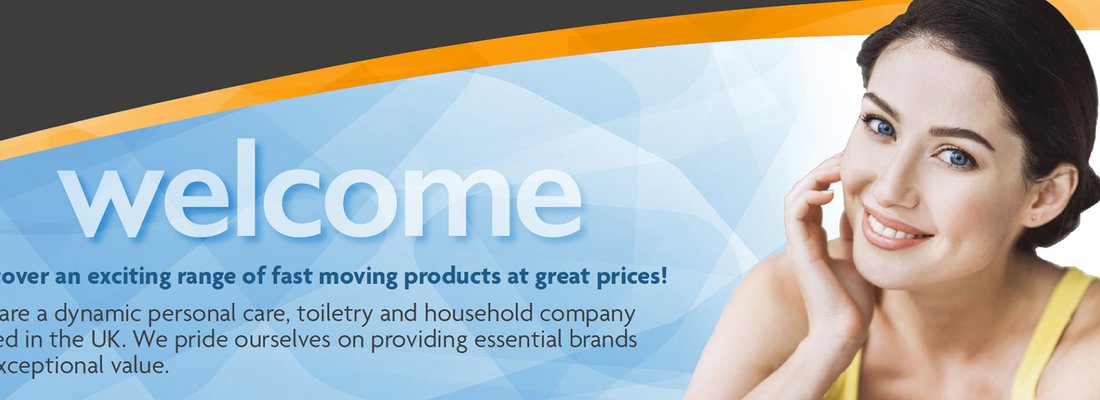 welcome
cover an exciting range of fast moving products at great prices!
are a dynamic personal care, toiletry and household company
ed in the UK. We pride ourselves on providing essential brands
xceptional value.